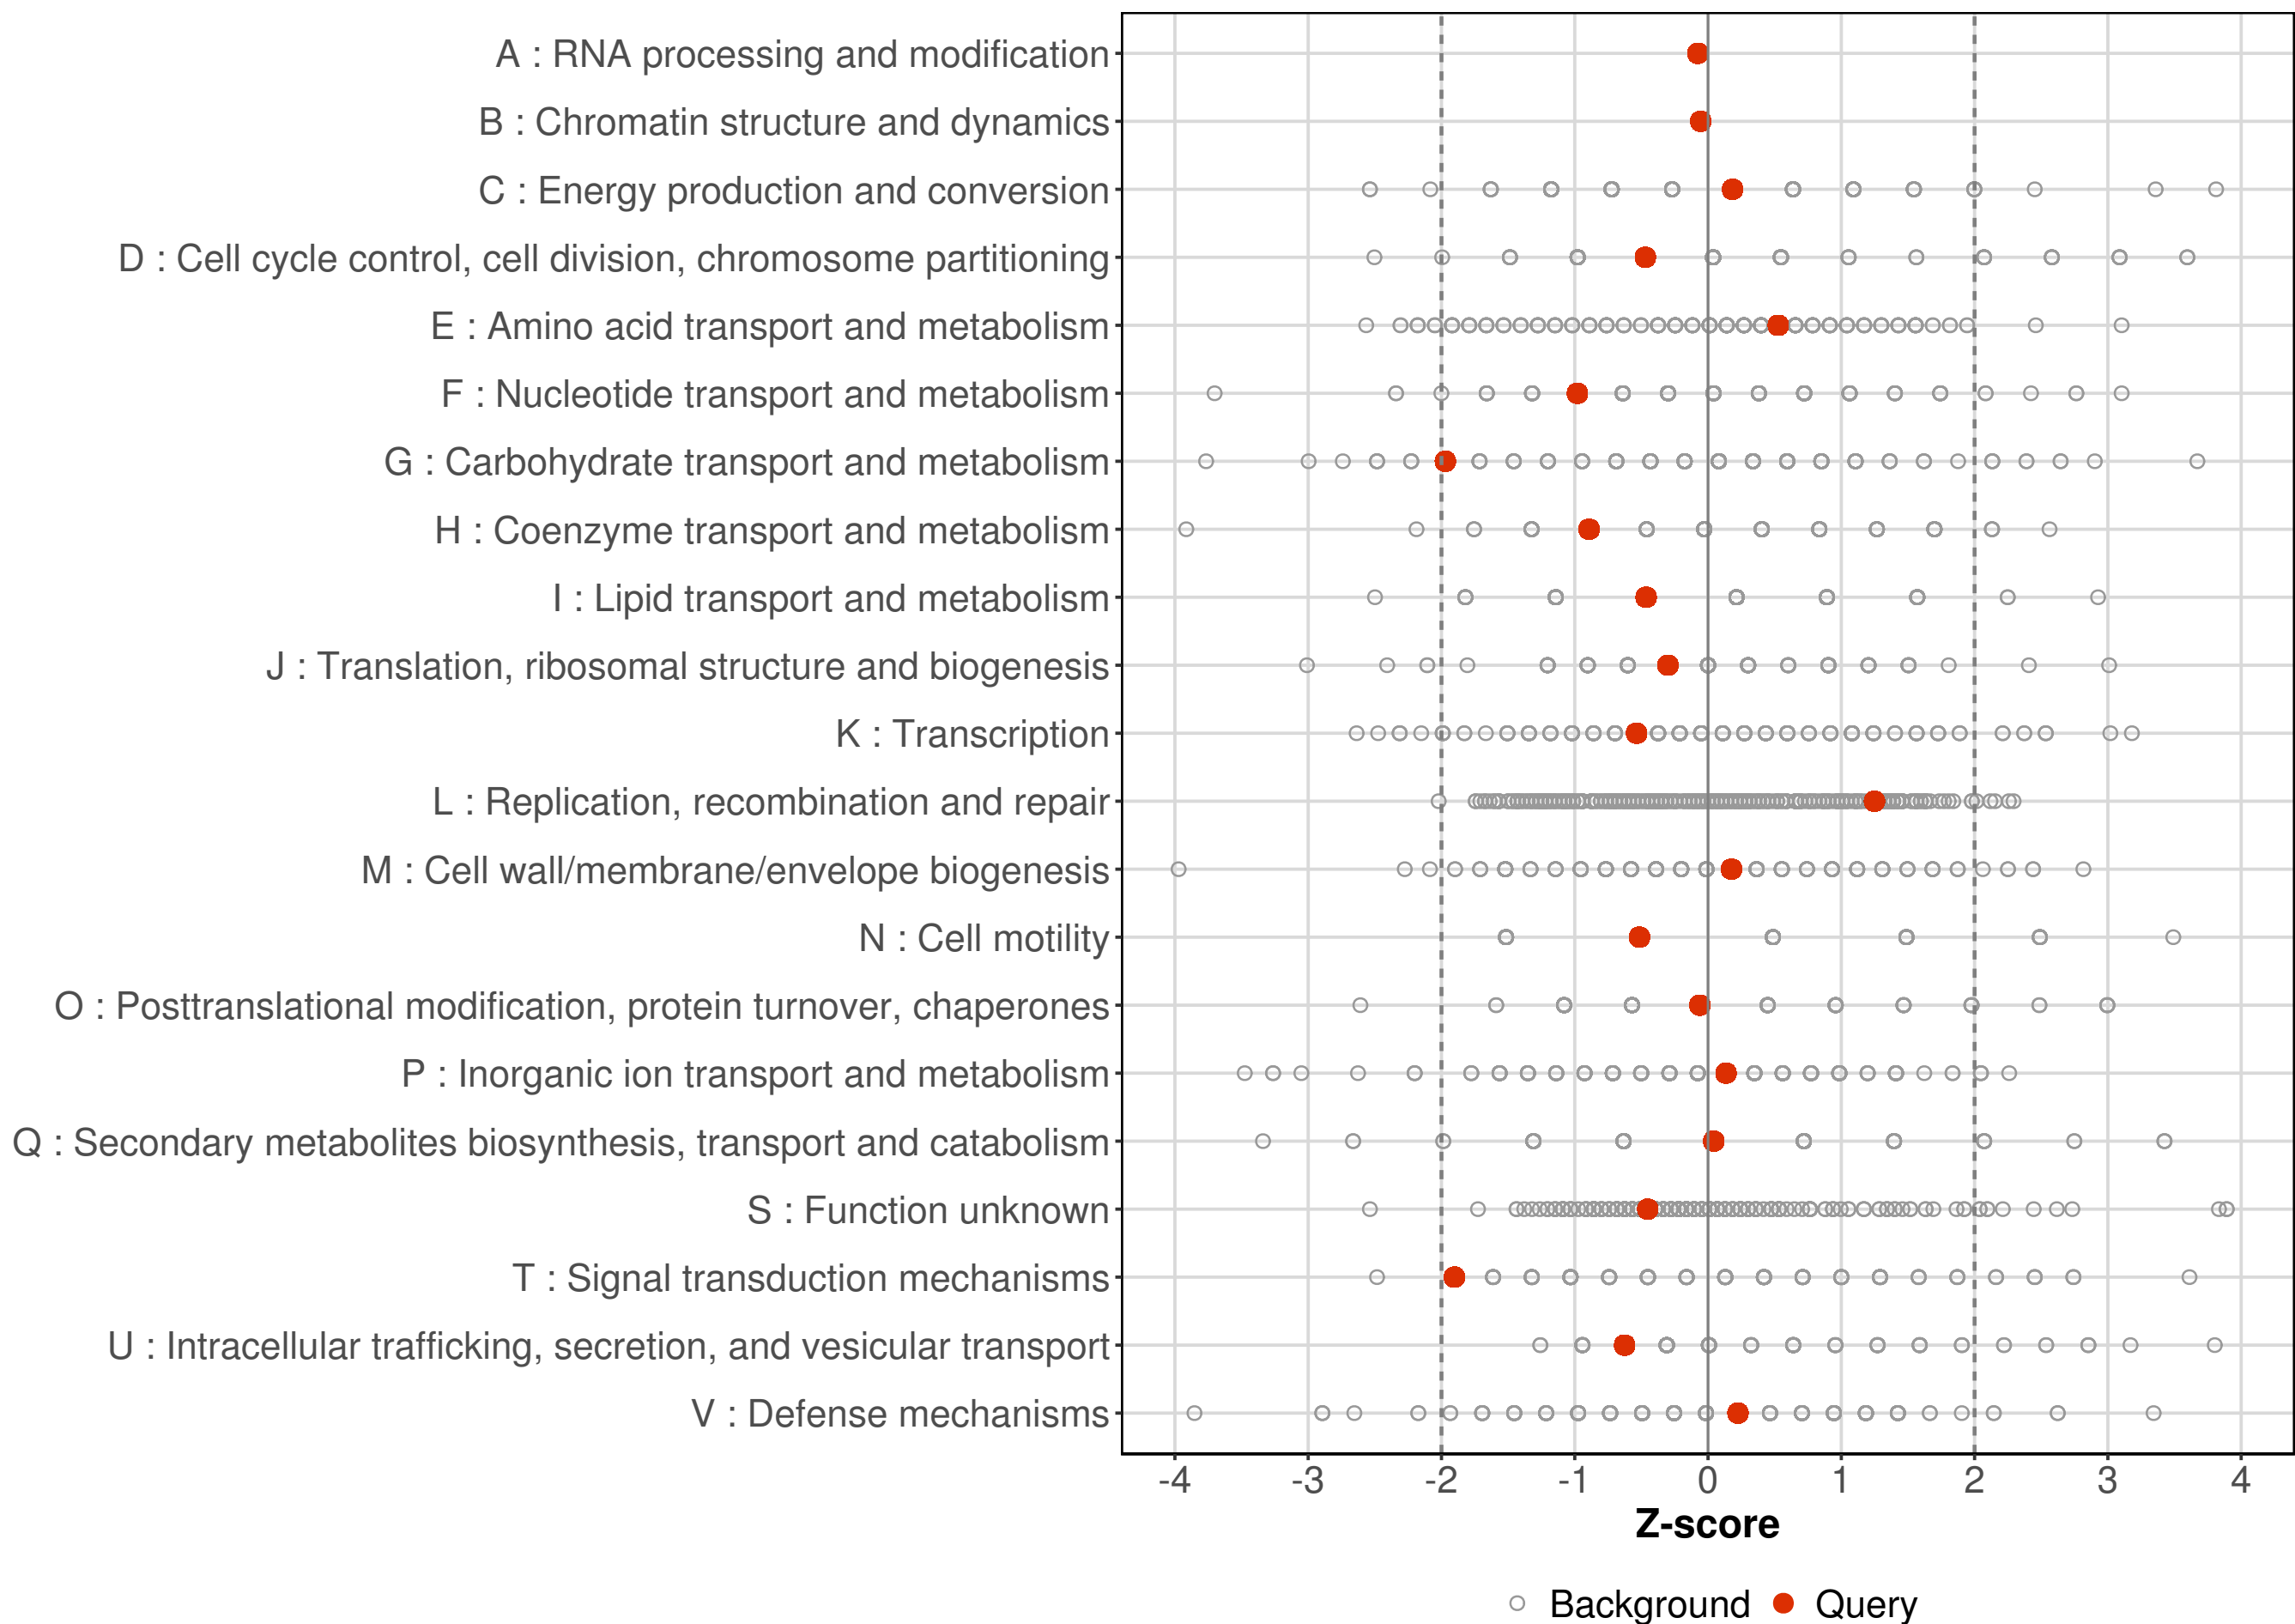 A : RNA processing and modification
B : Chromatin structure and dynamics
C : Energy production and conversion
D : Cell cycle control, cell division, chromosome partitioning
E : Amino acid transport and metabolism
F : Nucleotide transport and metabolism
G : Carbohydrate transport and metabolism
H : Coenzyme transport and metabolism
I : Lipid transport and metabolism
J : Translation, ribosomal structure and biogenesis
K : Transcription
L : Replication, recombination and repair
M : Cell wall/membrane/envelope biogenesis
N : Cell motility
O : Posttranslational modification, protein turnover, chaperones
P : Inorganic ion transport and metabolism
Q : Secondary metabolites biosynthesis, transport and catabolism
S : Function unknown
T : Signal transduction mechanisms
U : Intracellular trafficking, secretion, and vesicular transport
V : Defense mechanisms
-4 -3 -2 -1 0 1 2 3 4
Z-score
Background Query